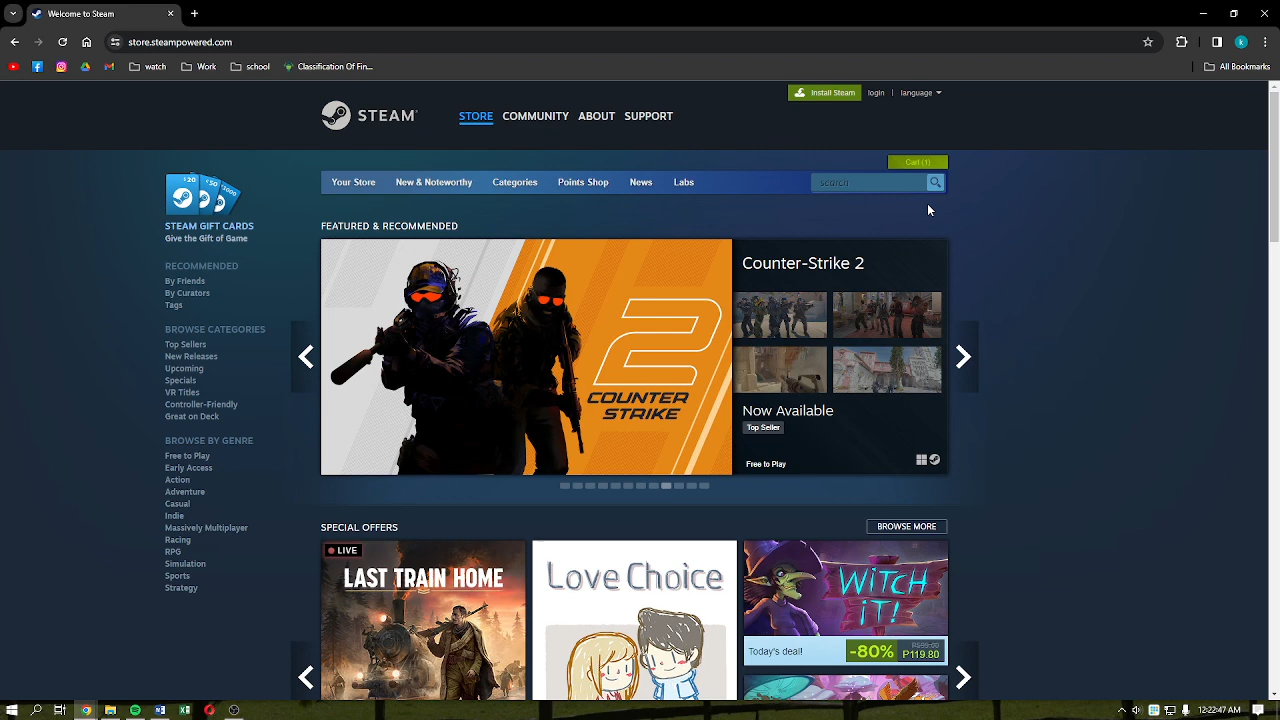 Welcome to Steam
store.steampowered.com
watch
Work
school
Classification Of Fin...
All Bookmarks
Install Steam
login
language
STEAM
STORE
COMMUNITY
ABOUT
SUPPORT
Cart (1)
Your Store
New & Noteworthy
Categories
Points Shop
News
Labs
search
STEAM GIFT CARDS
Give the Gift of Game
RECOMMENDED
By Friends
By Curators
Tags
BROWSE CATEGORIES
Top Sellers
New Releases
Upcoming
Specials
VR Titles
Controller-Friendly
Great on Deck
BROWSE BY GENRE
Free to Play
Early Access
Action
Adventure
Casual
Indie
Massively Multiplayer
Racing
RPG
Simulation
Sports
Strategy
FEATURED & RECOMMENDED
2
COUNTER
STRIKE
Counter-Strike 2
Now Available
Top Seller
Free to Play
SPECIAL OFFERS
BROWSE MORE
LIVE
LAST TRAIN HOME
Love Choice
WITCH
IT!
Today's deal!
-80%
P119.80
12:22:47 AM